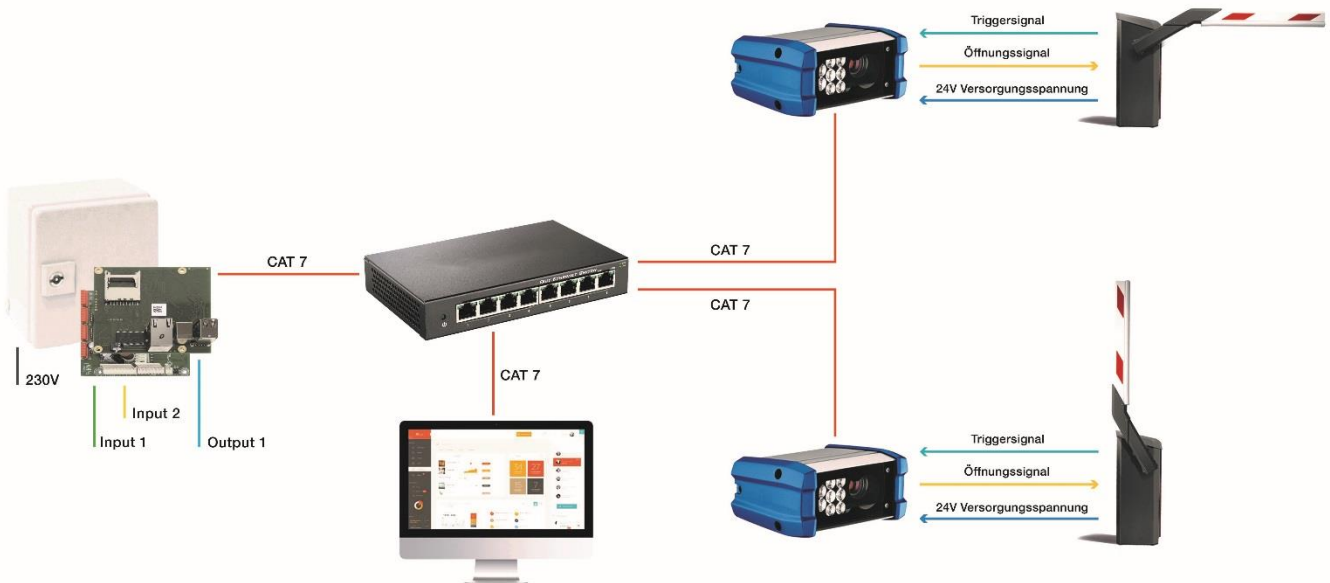 Triggersignal
Öffnungssignal
24V Versorgungsspannung
CAT 7
CAT 7
CAT 7
CAT 7
230V
Input 2
Input 1
Output 1
Triggersignal
Öffnungssignal
24V Versorgungsspannung